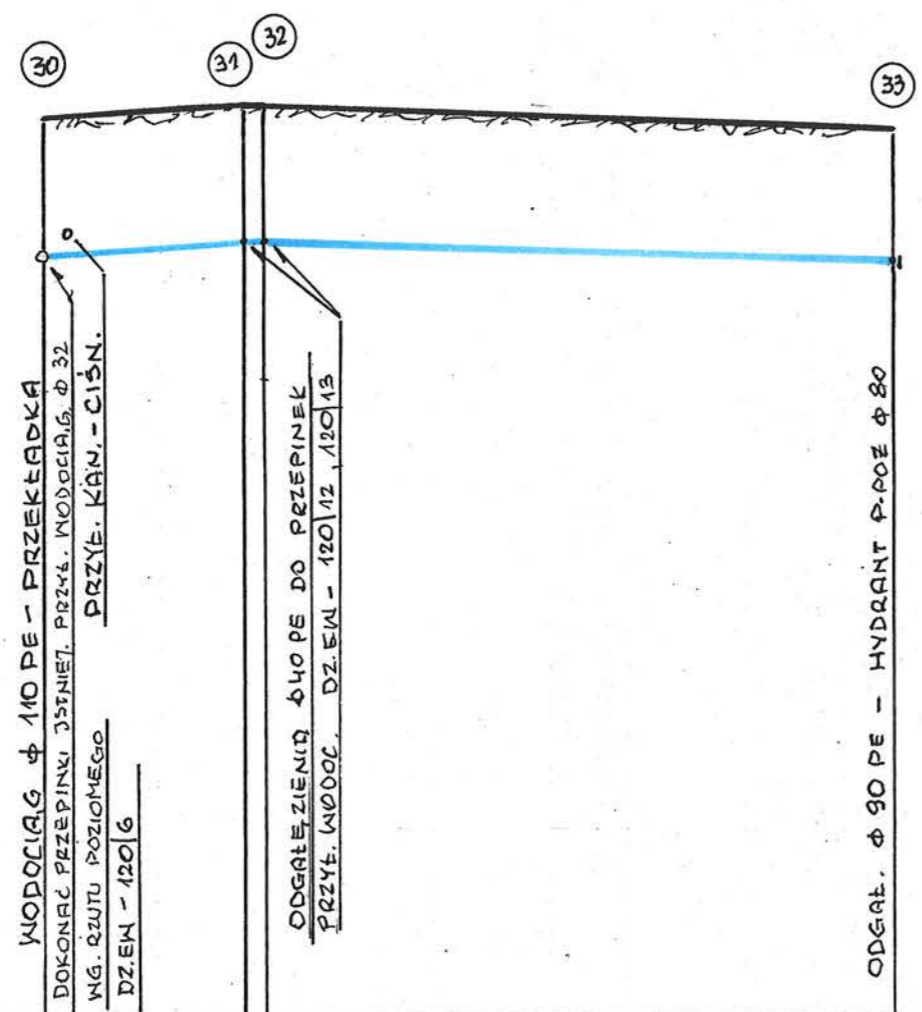 30
31
32
33
WODOCIĄG Φ 110 PE - PRZEKŁADKA
DOKONAĆ PRZEPINKI ISTNIEJ. PRZYŁ. WODOCIĄG. Φ 32
WG. RZUTU POZIOMEGO
DZ.EW - 120/6
PRZYŁ. KAN. - CIŚN.
ODGAŁĘZIENIA Φ40 PE DO PRZEPINEK
PRZYŁ. WODOC. DZ.EW - 120/12, 120/13
ODGAŁ. Φ 90 PE - HYDRANT P.POŻ Φ 80